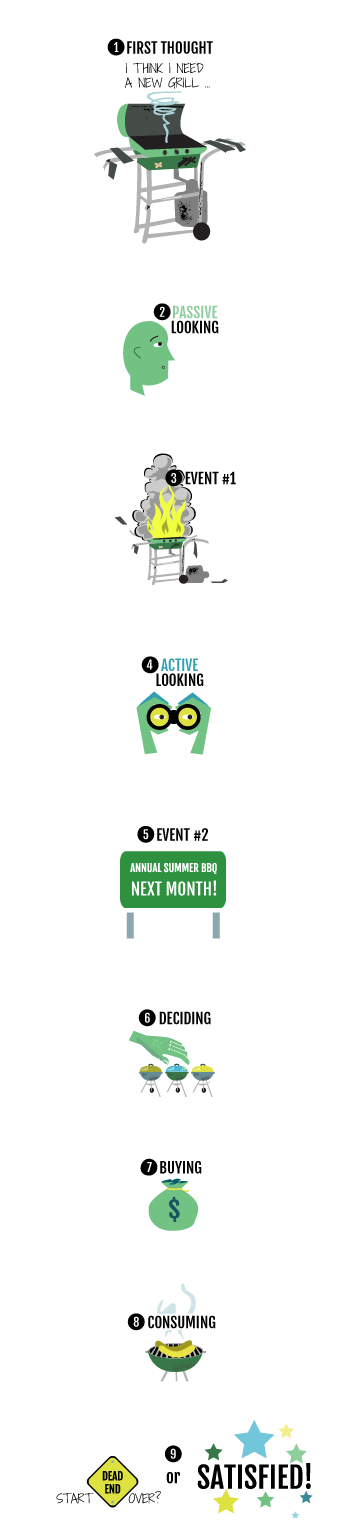 1 FIRST THOUGHT
I THINK I NEED
A NEW GRILL ...
2 PASSIVE
LOOKING
3 EVENT #1
4 ACTIVE
LOOKING
5 EVENT #2
ANNUAL SUMMER BBQ
NEXT MONTH!
6 DECIDING
7 BUYING
$
8 CONSUMING
9
DEAD
END
START OVER?
or
SATISFIED!